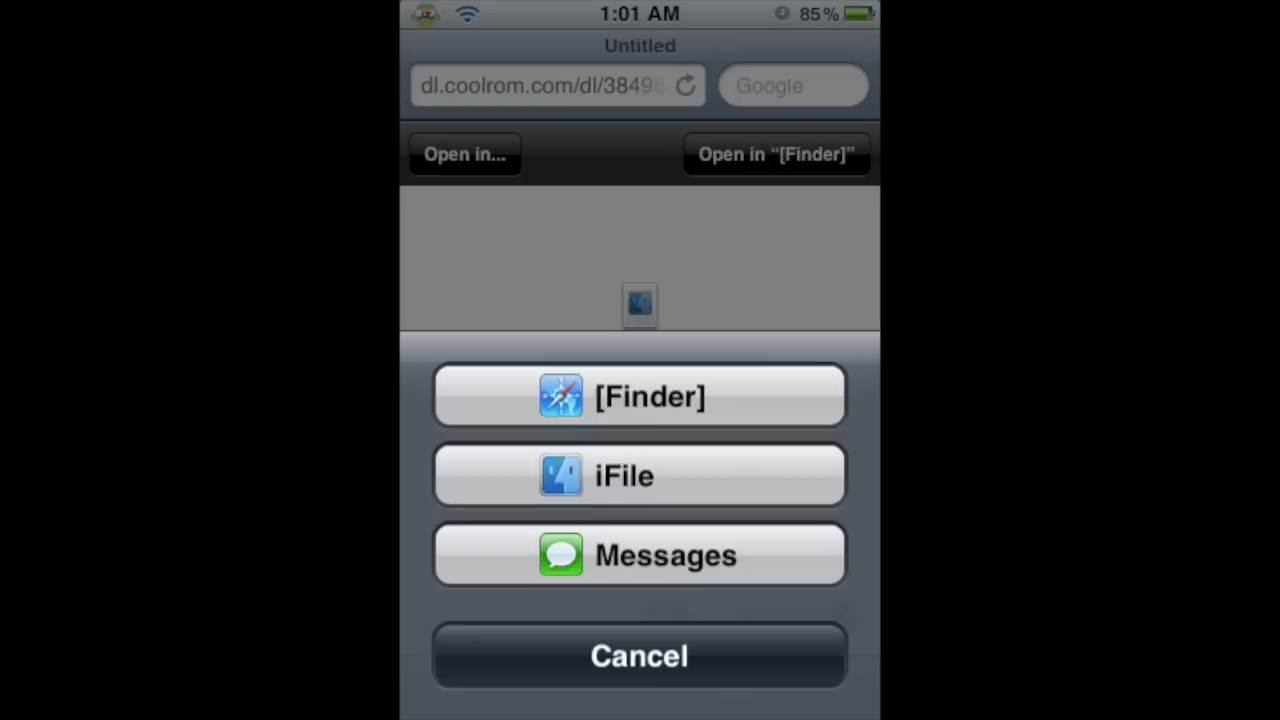 1:01 AM 85%
Untitled
dl.coolrom.com/dl/38498 Google
Open in... Open in “[Finder]”
[Finder]
iFile
Messages
Cancel